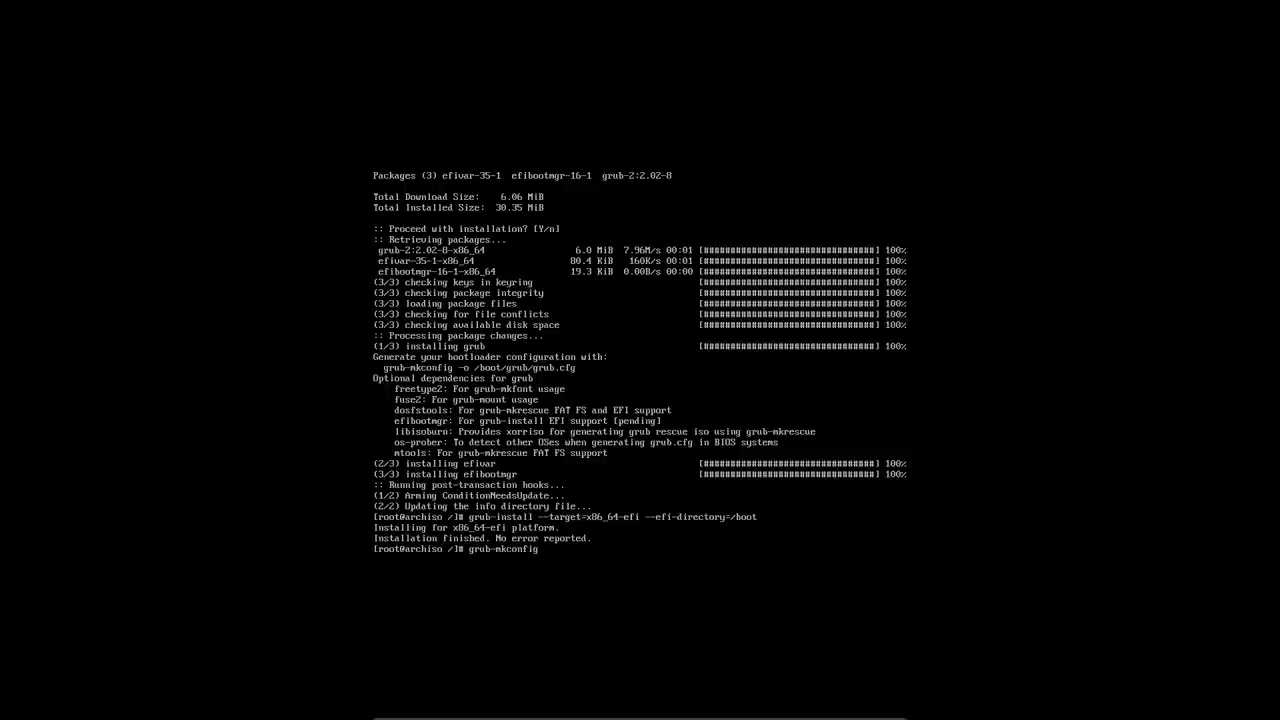 Packages (3) efivar-35-1  efibootmgr-16-1  grub-2:2.02-8
Total Download Size:    6.06 MiB
Total Installed Size:  30.35 MiB
:: Proceed with installation? [Y/n]
:: Retrieving packages...
grub-2:2.02-8-x86_64                 6.0 MiB  7.96M/s 00:01 [################################] 100%
efivar-35-1-x86_64                  80.4 KiB   160K/s 00:01 [################################] 100%
efibootmgr-16-1-x86_64              19.3 KiB  0.00B/s 00:00 [################################] 100%
(3/3) checking keys in keyring                               [################################] 100%
(3/3) checking package integrity                             [################################] 100%
(3/3) loading package files                                  [################################] 100%
(3/3) checking for file conflicts                            [################################] 100%
(3/3) checking available disk space                          [################################] 100%
:: Processing package changes...
(1/3) installing grub                                        [################################] 100%
Generate your bootloader configuration with:
grub-mkconfig -o /boot/grub/grub.cfg
Optional dependencies for grub
freetype2: For grub-mkfont usage
fuse2: For grub-mount usage
dosfstools: For grub-mkrescue FAT FS and EFI support
efibootmgr: For grub-install EFI support [pending]
libisoburn: Provides xorriso for generating grub rescue iso using grub-mkrescue
os-prober: To detect other OSes when generating grub.cfg in BIOS systems
mtools: For grub-mkrescue FAT FS support
(2/3) installing efivar                                      [################################] 100%
(3/3) installing efibootmgr                                  [################################] 100%
:: Running post-transaction hooks...
(1/2) Arming ConditionNeedsUpdate...
(2/2) Updating the info directory file...
[root@archiso /]# grub-install --target=x86_64-efi --efi-directory=/boot
Installing for x86_64-efi platform.
Installation finished. No error reported.
[root@archiso /]# grub-mkconfig